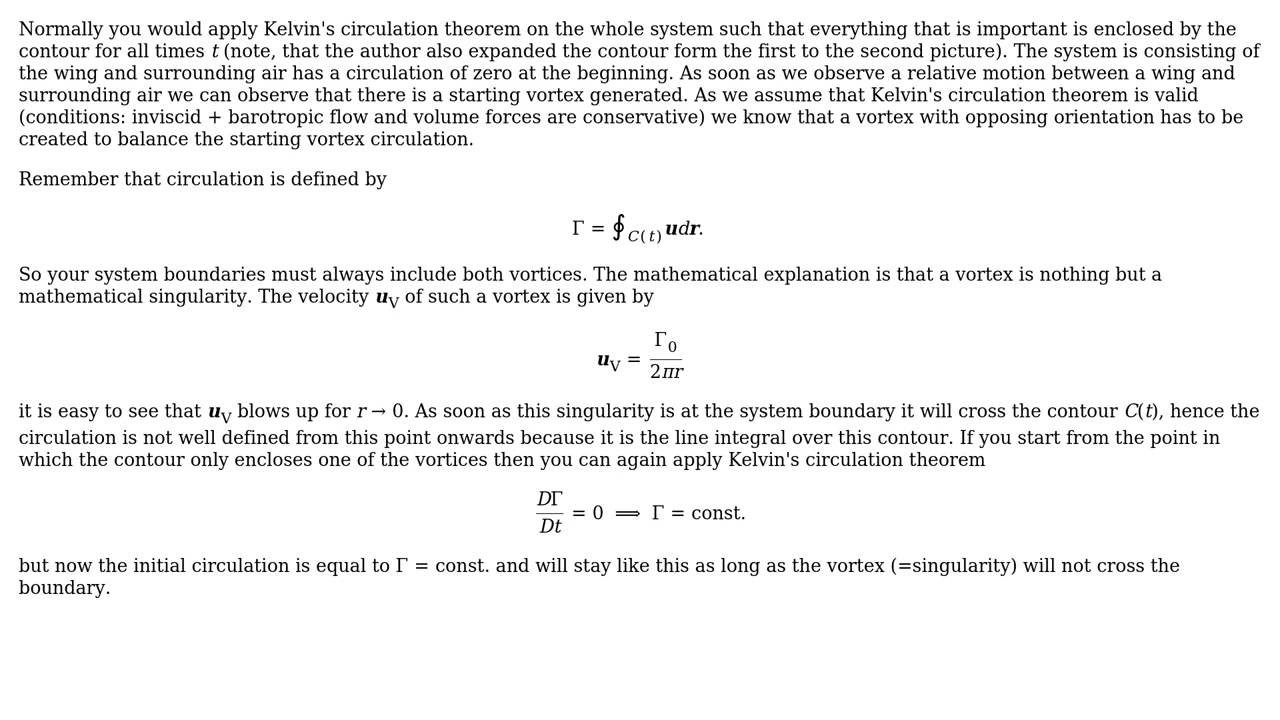 Normally you would apply Kelvin's circulation theorem on the whole system such that everything that is important is enclosed by the
contour for all times t (note, that the author also expanded the contour form the first to the second picture). The system is consisting of
the wing and surrounding air has a circulation of zero at the beginning. As soon as we observe a relative motion between a wing and
surrounding air we can observe that there is a starting vortex generated. As we assume that Kelvin's circulation theorem is valid
(conditions: inviscid + barotropic flow and volume forces are conservative) we know that a vortex with opposing orientation has to be
created to balance the starting vortex circulation.
Remember that circulation is defined by
Γ = ∮_{C(t)} udr.
So your system boundaries must always include both vortices. The mathematical explanation is that a vortex is nothing but a
mathematical singularity. The velocity u_V of such a vortex is given by
u_V = Γ_0 / 2πr
it is easy to see that u_V blows up for r → 0. As soon as this singularity is at the system boundary it will cross the contour C(t), hence the
circulation is not well defined from this point onwards because it is the line integral over this contour. If you start from the point in
which the contour only encloses one of the vortices then you can again apply Kelvin's circulation theorem
DΓ / Dt = 0 ⟹ Γ = const.
but now the initial circulation is equal to Γ = const. and will stay like this as long as the vortex (=singularity) will not cross the
boundary.